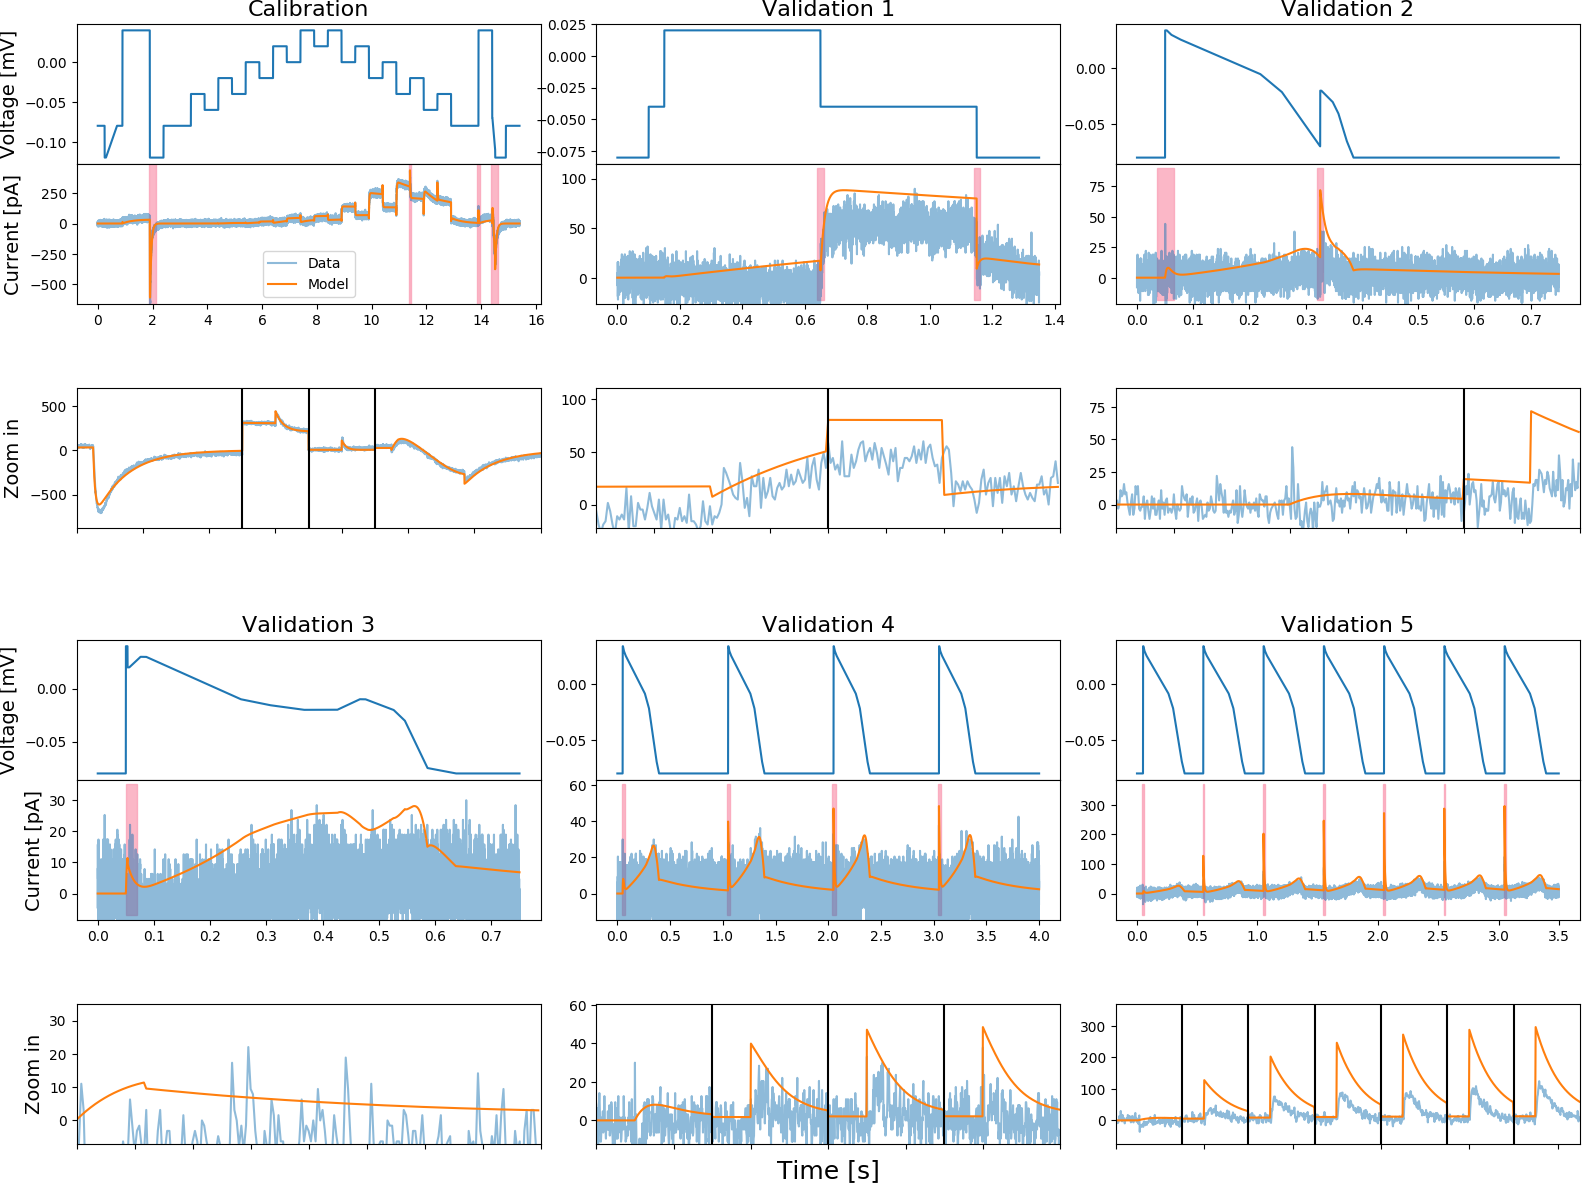 Calibration
Validation 1
Validation 2
Voltage [mV]
0.00
−0.05
−0.10
0.025
0.000
−0.025
−0.050
−0.075
0.00
−0.05
Current [pA]
250
0
−250
−500
Data
Model
100
50
0
75
50
25
0
0 2 4 6 8 10 12 14 16
0.0 0.2 0.4 0.6 0.8 1.0 1.2 1.4
0.0 0.1 0.2 0.3 0.4 0.5 0.6 0.7
Zoom in
500
0
−500
100
50
0
75
50
25
0
Validation 3
Validation 4
Validation 5
Voltage [mV]
0.00
−0.05
0.00
−0.05
0.00
−0.05
Current [pA]
30
20
10
0
60
40
20
0
300
200
100
0
0.0 0.1 0.2 0.3 0.4 0.5 0.6 0.7
0.0 0.5 1.0 1.5 2.0 2.5 3.0 3.5 4.0
0.0 0.5 1.0 1.5 2.0 2.5 3.0 3.5
Zoom in
30
20
10
0
60
40
20
0
300
200
100
0
Time [s]